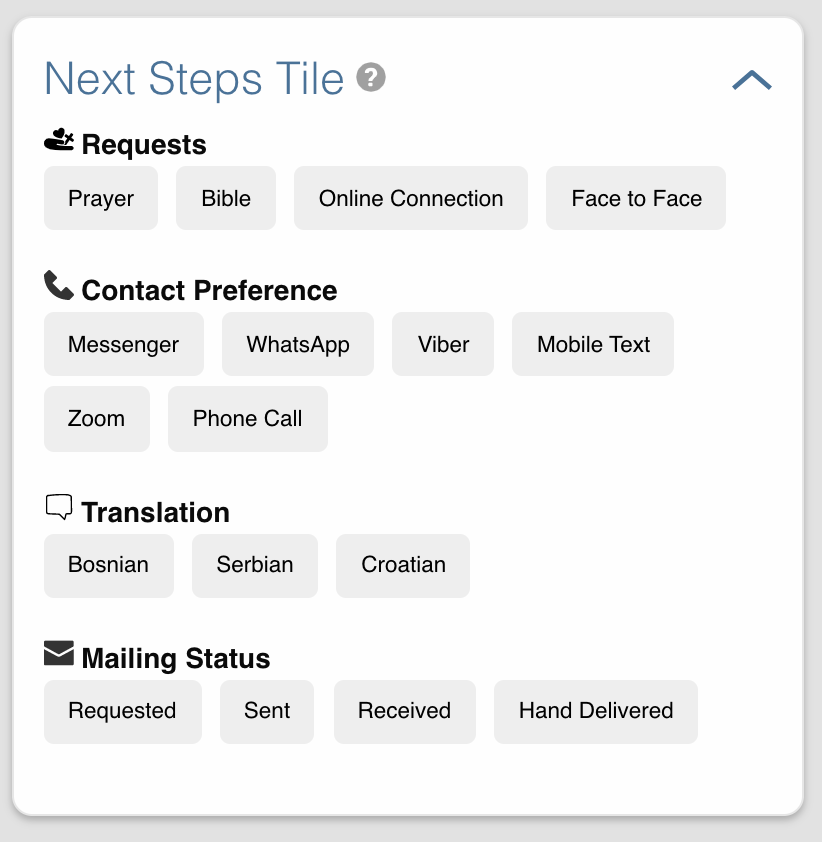 Next Steps Tile ?
Requests
Prayer Bible Online Connection Face to Face
Contact Preference
Messenger WhatsApp Viber Mobile Text
Zoom Phone Call
Translation
Bosnian Serbian Croatian
Mailing Status
Requested Sent Received Hand Delivered